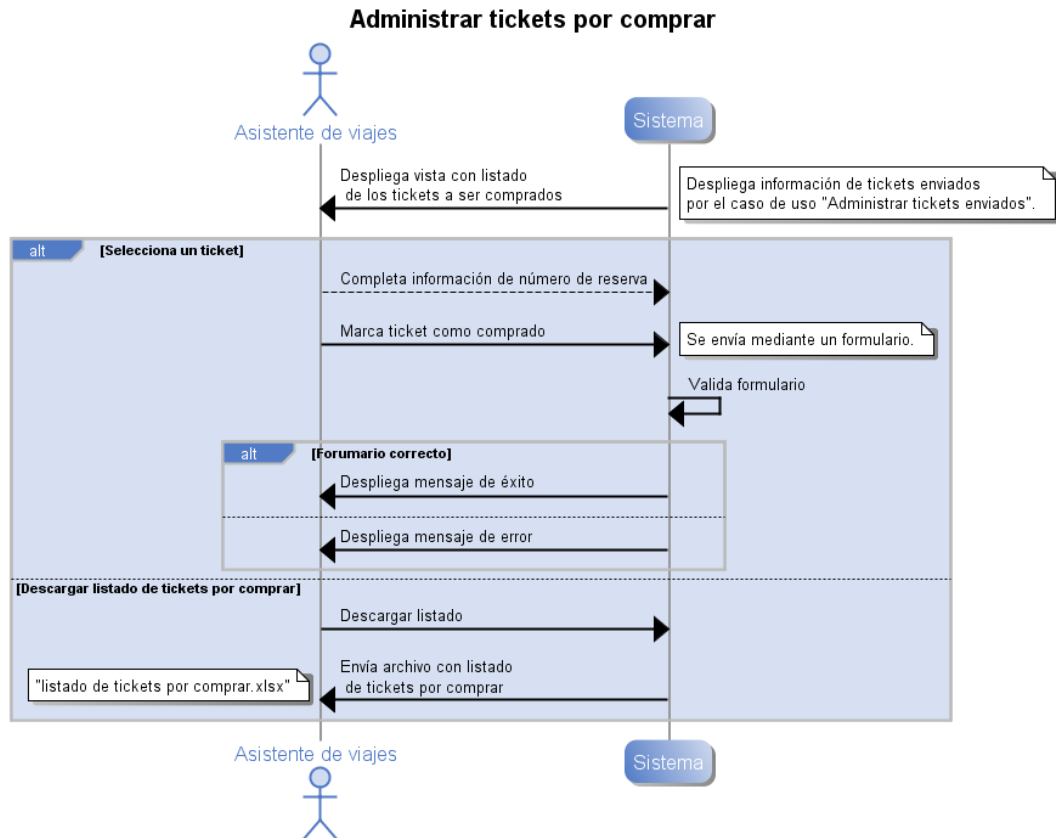 Administrar tickets por comprar
Asistente de viajes
Sistema
Despliega vista con listado
de los tickets a ser comprados
Despliega información de tickets enviados
por el caso de uso "Administrar tickets enviados".
alt
[Selecciona un ticket]
Completa información de número de reserva
Marca ticket como comprado
Se envía mediante un formulario.
Valida formulario
alt
[Forumario correcto]
Despliega mensaje de éxito
Despliega mensaje de error
[Descargar listado de tickets por comprar]
Descargar listado
Envía archivo con listado
de tickets por comprar
"listado de tickets por comprar.xlsx"
Asistente de viajes
Sistema